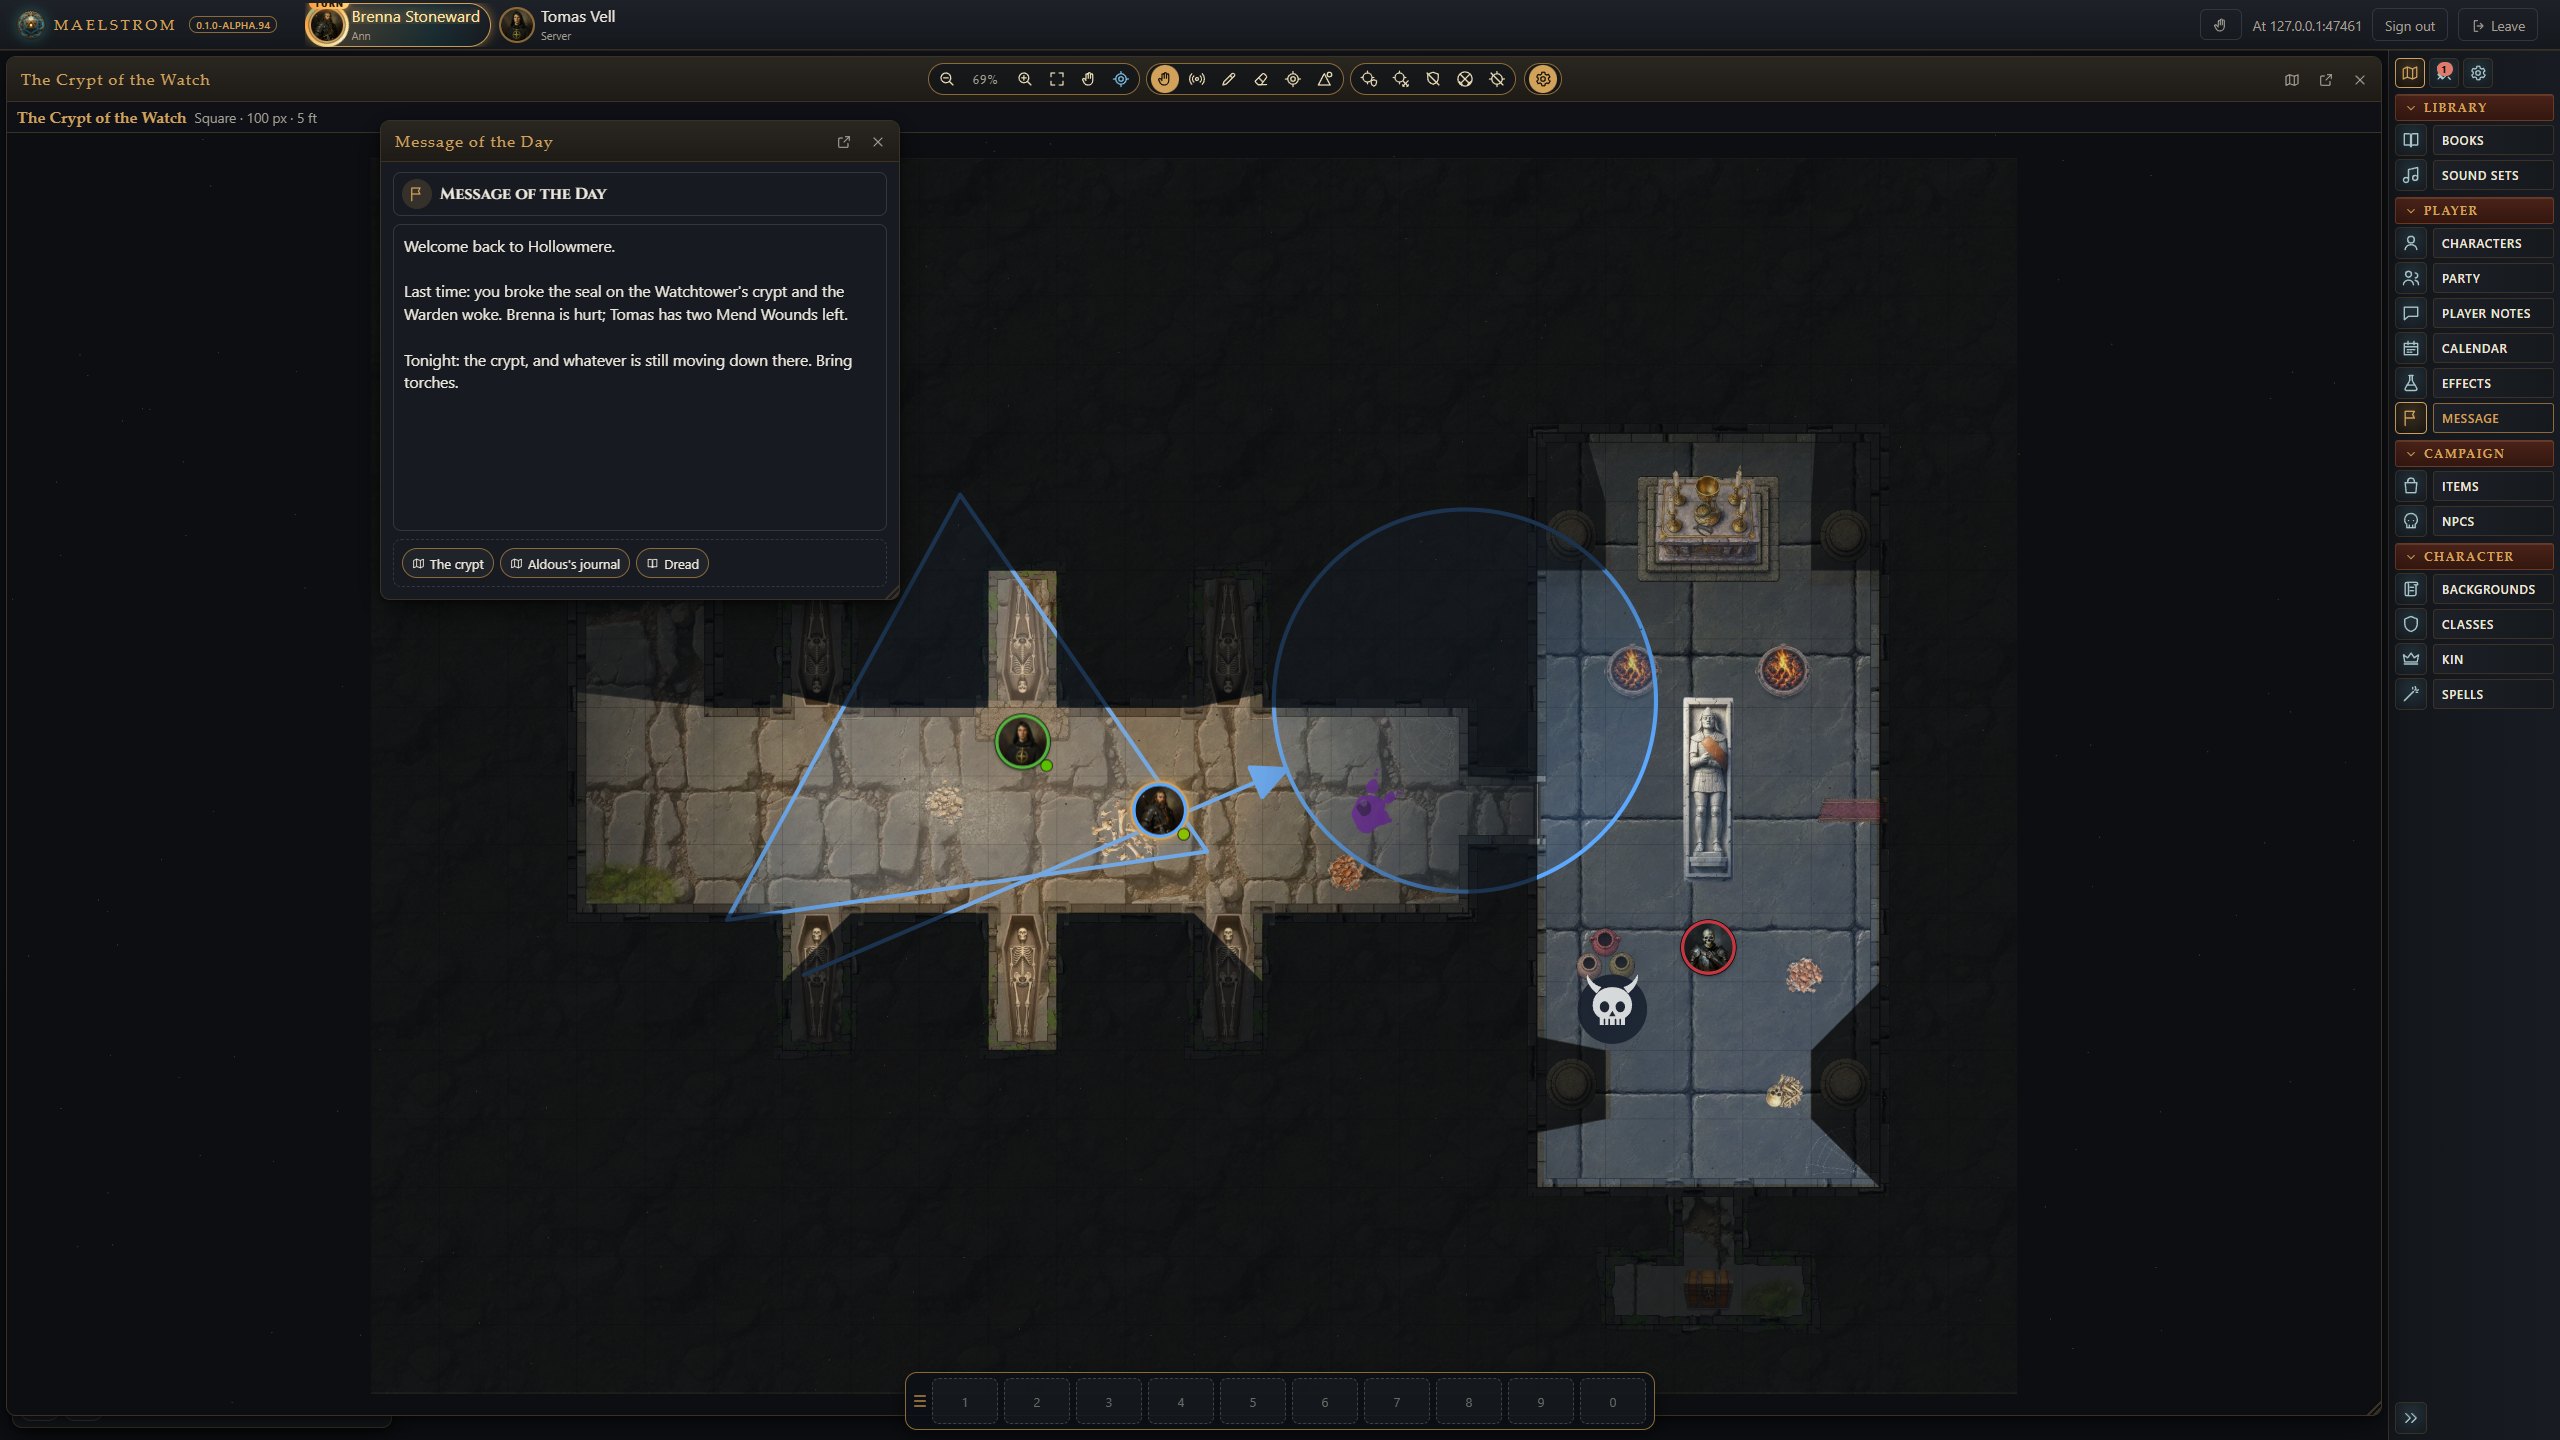 MAELSTROM
0.1.0-ALPHA.94
TURN
Brenna Stoneward
Ann
Tomas Vell
Server
At 127.0.0.1:47461
Sign out
Leave
The Crypt of the Watch
69%
The Crypt of the Watch Square · 100 px · 5 ft
Message of the Day
Message of the Day
Welcome back to Hollowmere.
Last time: you broke the seal on the Watchtower's crypt and the
Warden woke. Brenna is hurt; Tomas has two Mend Wounds left.
Tonight: the crypt, and whatever is still moving down there. Bring
torches.
The crypt
Aldous's journal
Dread
1
LIBRARY
BOOKS
SOUND SETS
PLAYER
CHARACTERS
PARTY
PLAYER NOTES
CALENDAR
EFFECTS
MESSAGE
CAMPAIGN
ITEMS
NPCS
CHARACTER
BACKGROUNDS
CLASSES
KIN
SPELLS
1 2 3 4 5 6 7 8 9 0